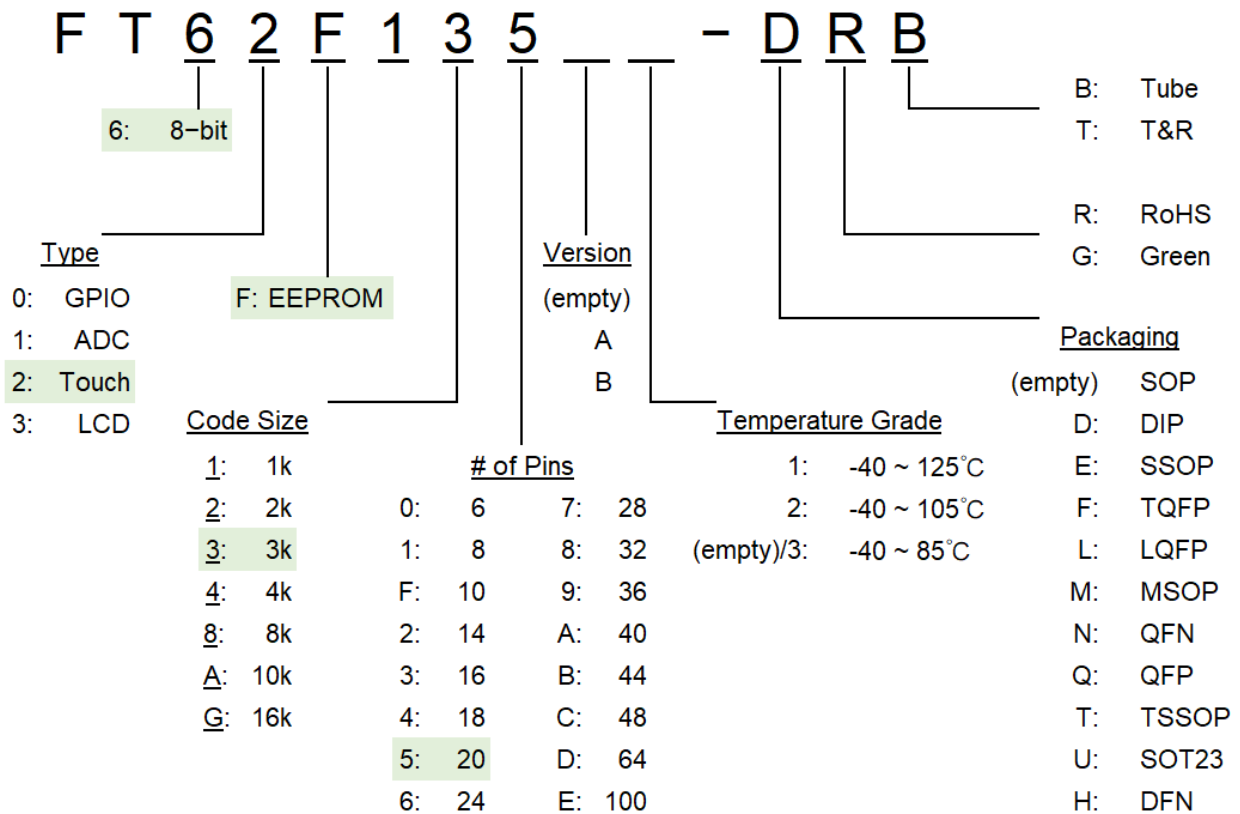 F T 6 2 F 1 3 5 _ _ - D R B
6: 8-bit
B: Tube
T: T&R
R: RoHS
G: Green
Type
0: GPIO
1: ADC
2: Touch
3: LCD
F: EEPROM
Version
(empty)
A
B
Code Size
1: 1k
2: 2k
3: 3k
4: 4k
8: 8k
A: 10k
G: 16k
# of Pins
0: 6
1: 8
F: 10
2: 14
3: 16
4: 18
5: 20
6: 24
7: 28
8: 32
9: 36
A: 40
B: 44
C: 48
D: 64
E: 100
Temperature Grade
1: -40 ~ 125°C
2: -40 ~ 105°C
(empty)/3: -40 ~ 85°C
Packaging
(empty) SOP
D: DIP
E: SSOP
F: TQFP
L: LQFP
M: MSOP
N: QFN
Q: QFP
T: TSSOP
U: SOT23
H: DFN